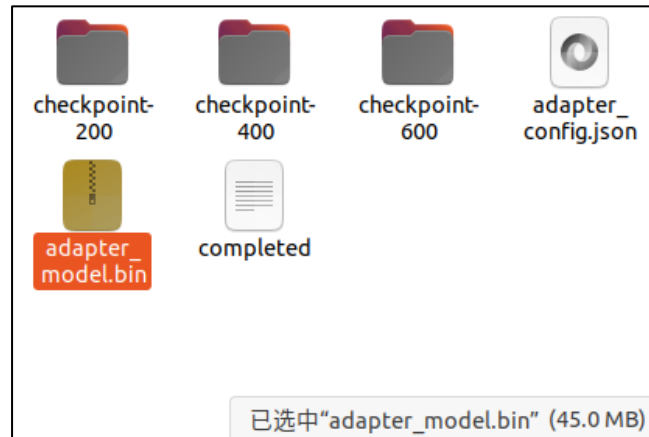 checkpoint-
200
checkpoint-
400
checkpoint-
600
adapter_
config.json
adapter_
model.bin
completed
已选中“adapter_model.bin” (45.0 MB)